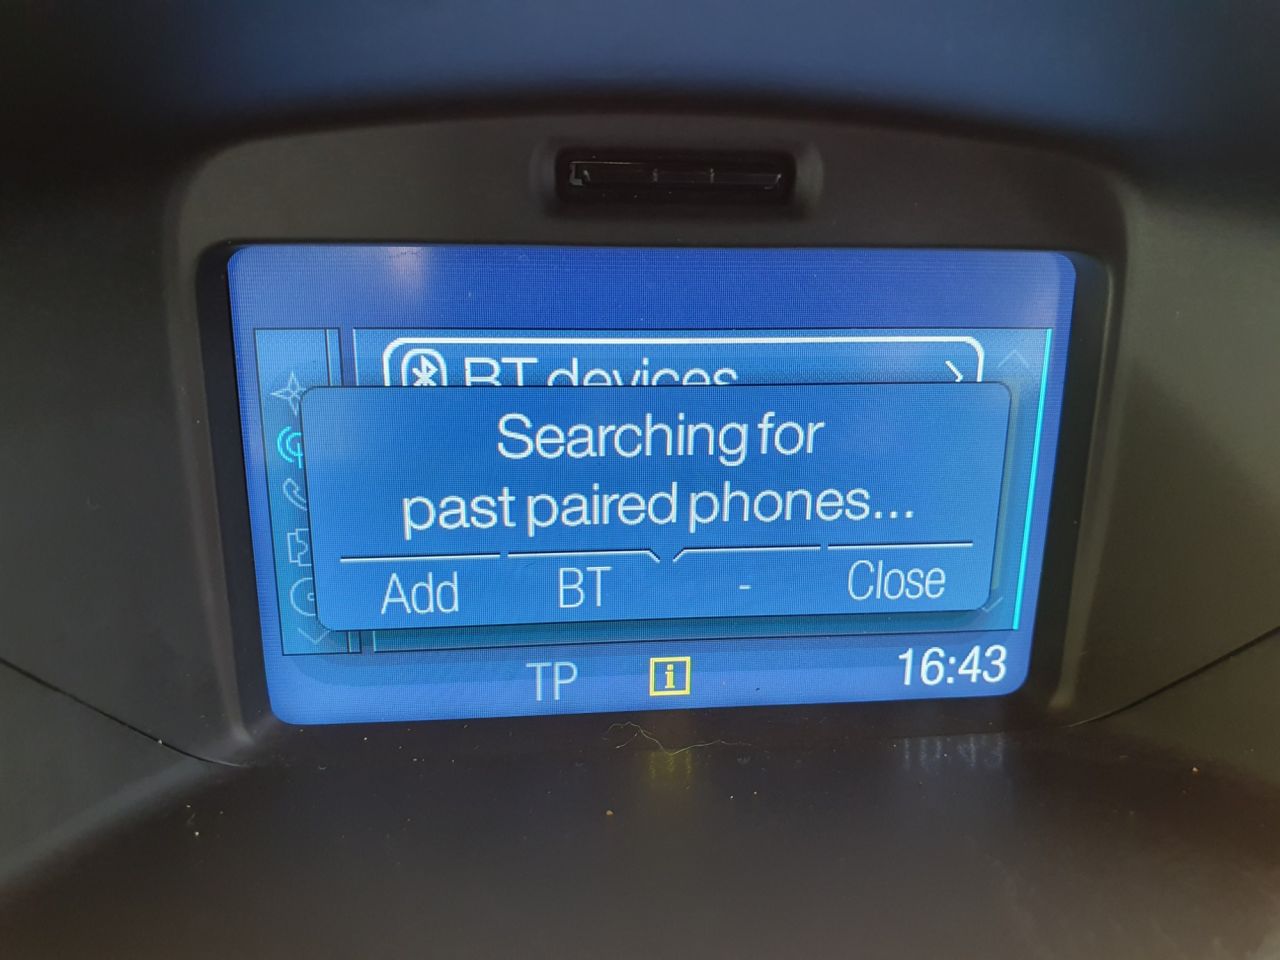 BT devices
Searching for
past paired phones...
Add BT - Close
TP i 16:43